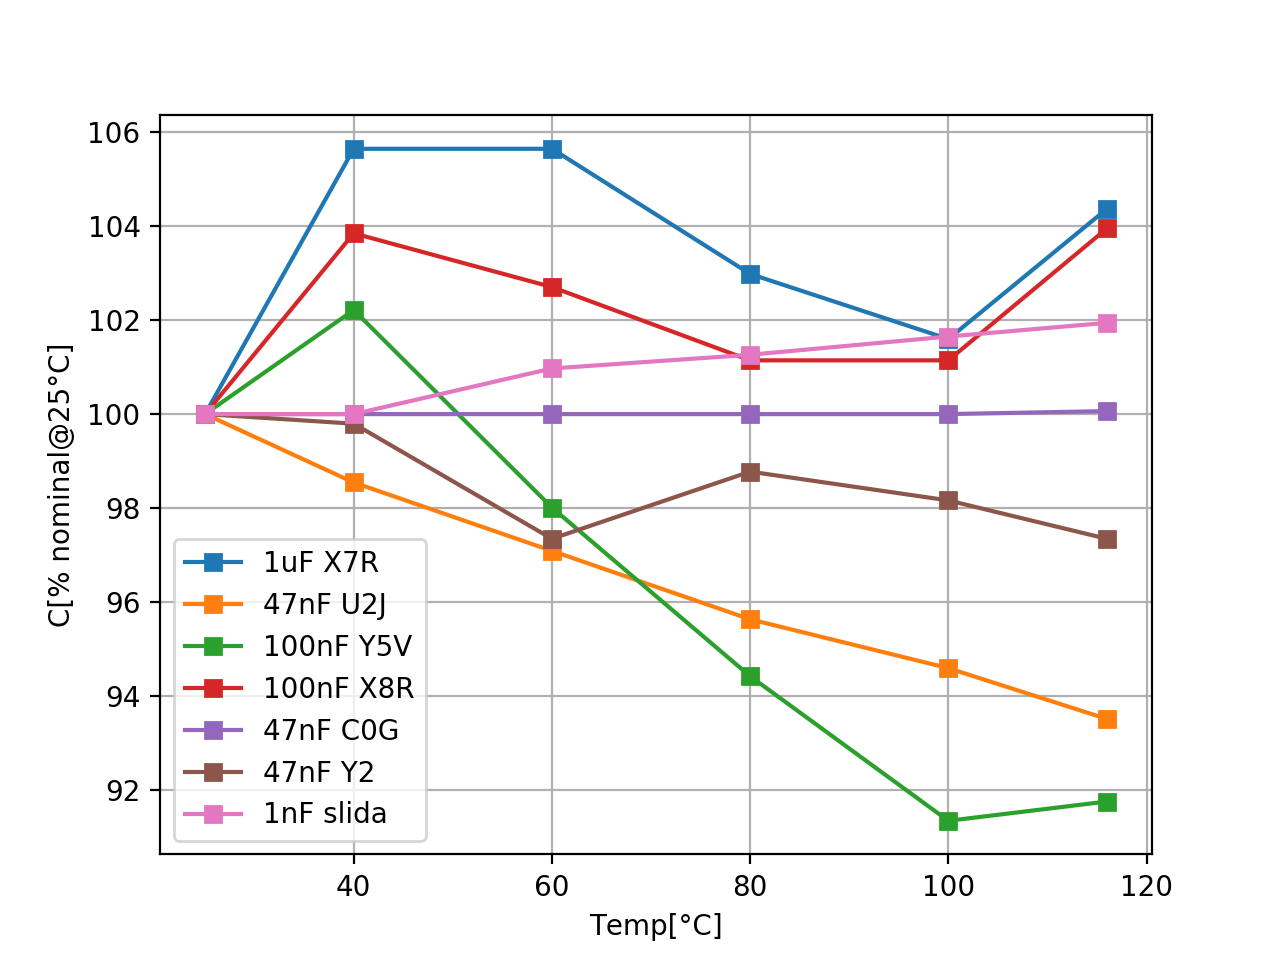 106
104
102
100
98
96
94
92
C[% nominal@25°C]
1uF X7R
47nF U2J
100nF Y5V
100nF X8R
47nF C0G
47nF Y2
1nF slida
40 60 80 100 120
Temp[°C]